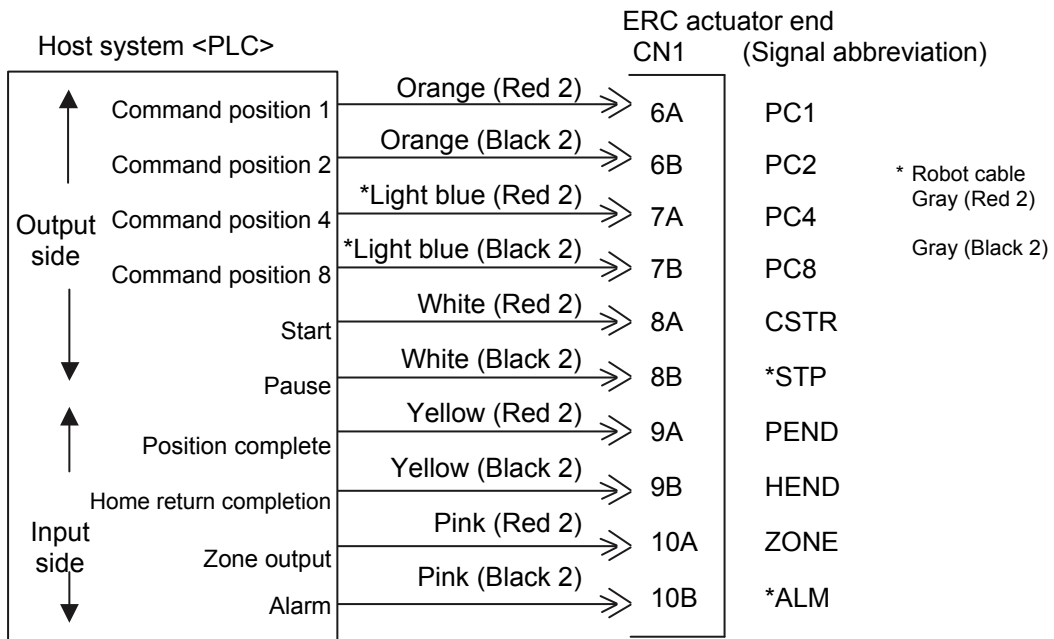 ERC actuator end
Host system <PLC>
CN1 (Signal abbreviation)
Command position 1 Orange (Red 2) 6A PC1
Command position 2 Orange (Black 2) 6B PC2
* Robot cable
Gray (Red 2)
Command position 4 *Light blue (Red 2) 7A PC4
Output
side
Gray (Black 2)
Command position 8 *Light blue (Black 2) 7B PC8
Start White (Red 2) 8A CSTR
Pause White (Black 2) 8B *STP
Position complete Yellow (Red 2) 9A PEND
Home return completion Yellow (Black 2) 9B HEND
Input
side
Zone output Pink (Red 2) 10A ZONE
Alarm Pink (Black 2) 10B *ALM